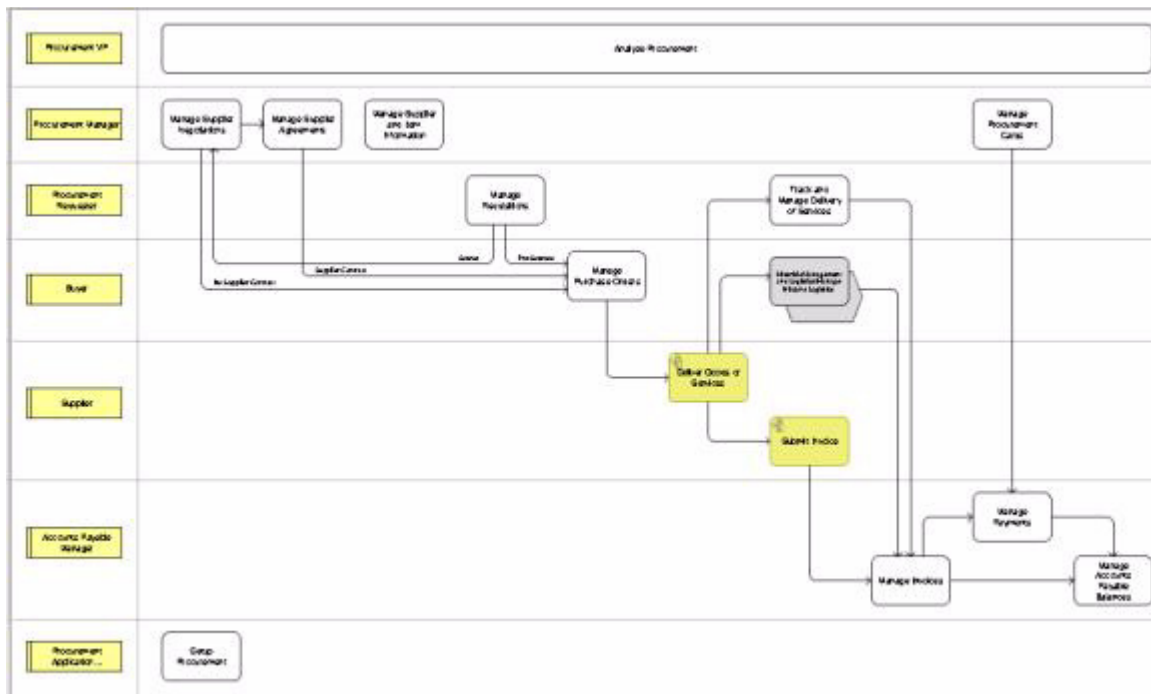 Procurement VP
Analyze Procurement
Procurement Manager
Manage Supplier
Negotiations
Manage Supplier
Agreements
Manage Supplier
and Item
Information
Manage
Procurement
Cards
Procurement
Requester
Manage
Requisitions
Track and
Manage Delivery
of Services
Supplier Contract
No Supplier Contract
Buyer
Manage
Purchase Orders
Supplier
Deliver Goods or
Services
Submit Invoice
Accounts Payable
Manager
Manage
Payments
Manage Invoices
Manage
Accounts
Payable
Balances
Procurement
Application...
Setup
Procurement